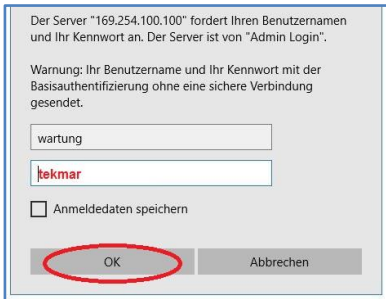 Der Server "169.254.100.100" fordert Ihren Benutzernamen
und Ihr Kennwort an. Der Server ist von "Admin Login".
Warnung: Ihr Benutzername und Ihr Kennwort mit der
Basisauthentifizierung ohne eine sichere Verbindung
gesendet.
wartung
tekmar
Anmeldedaten speichern
OK Abbrechen